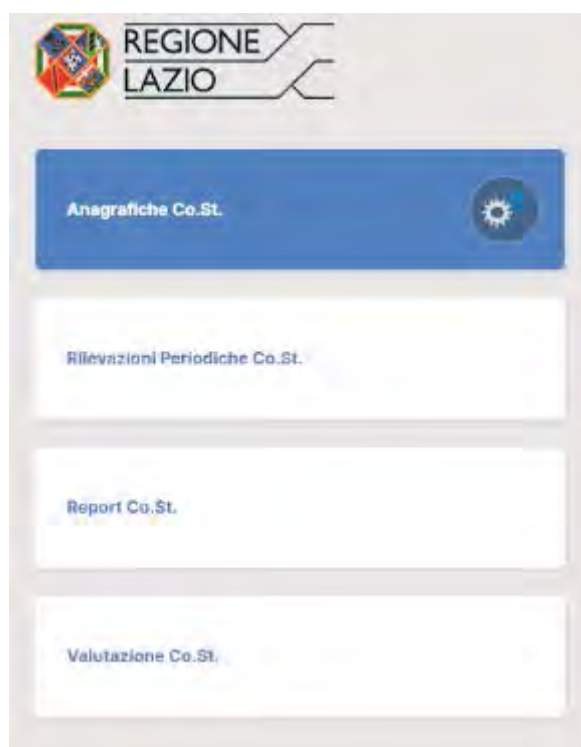 REGIONE
LAZIO
Anagrafiche Co.St.
Rilevazioni Periodiche Co.St.
Report Co.St.
Valutazione Co.St.